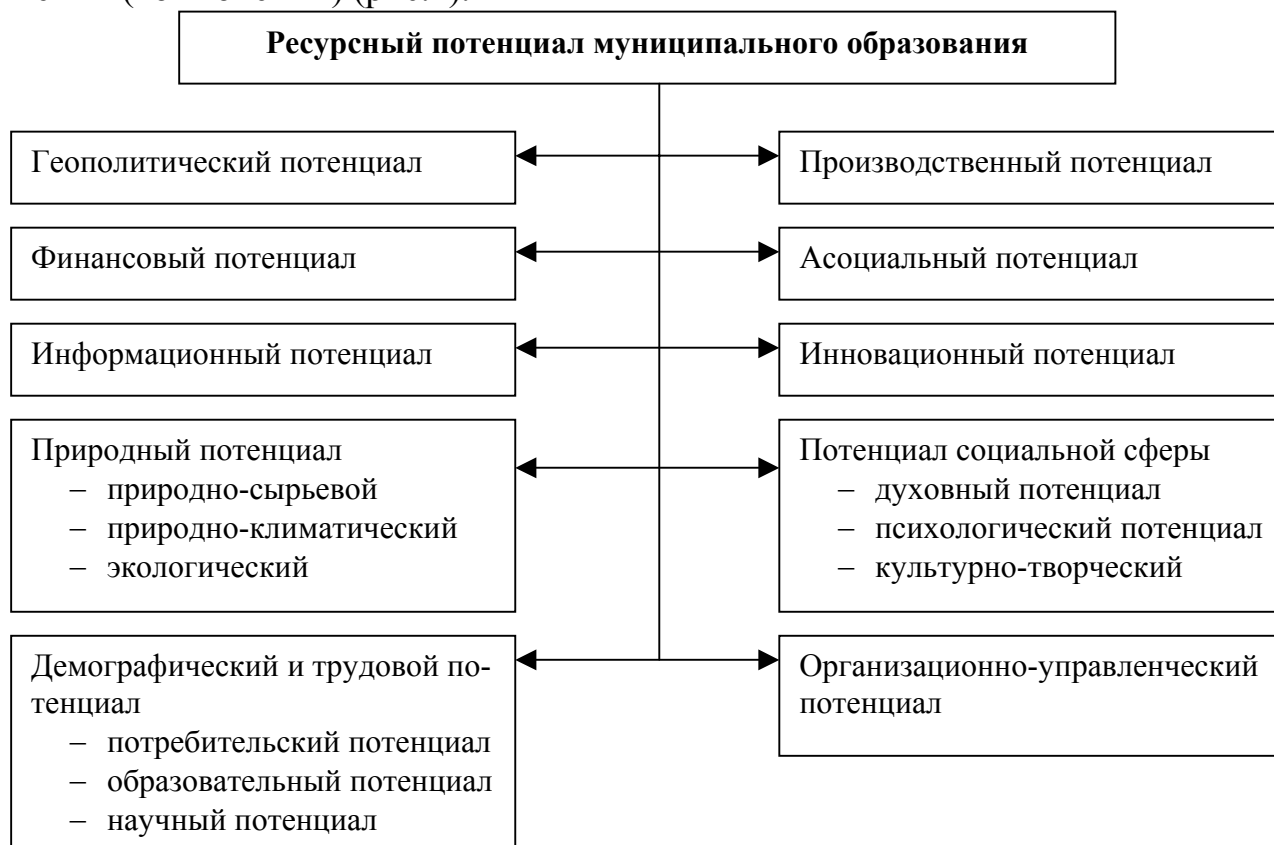 Ресурсный потенциал муниципального образования
Геополитический потенциал
Производственный потенциал
Финансовый потенциал
Асоциальный потенциал
Информационный потенциал
Инновационный потенциал
Природный потенциал
– природно-сырьевой
– природно-климатический
– экологический
Потенциал социальной сферы
– духовный потенциал
– психологический потенциал
– культурно-творческий
Демографический и трудовой по-
тенциал
– потребительский потенциал
– образовательный потенциал
– научный потенциал
Организационно-управленческий
потенциал